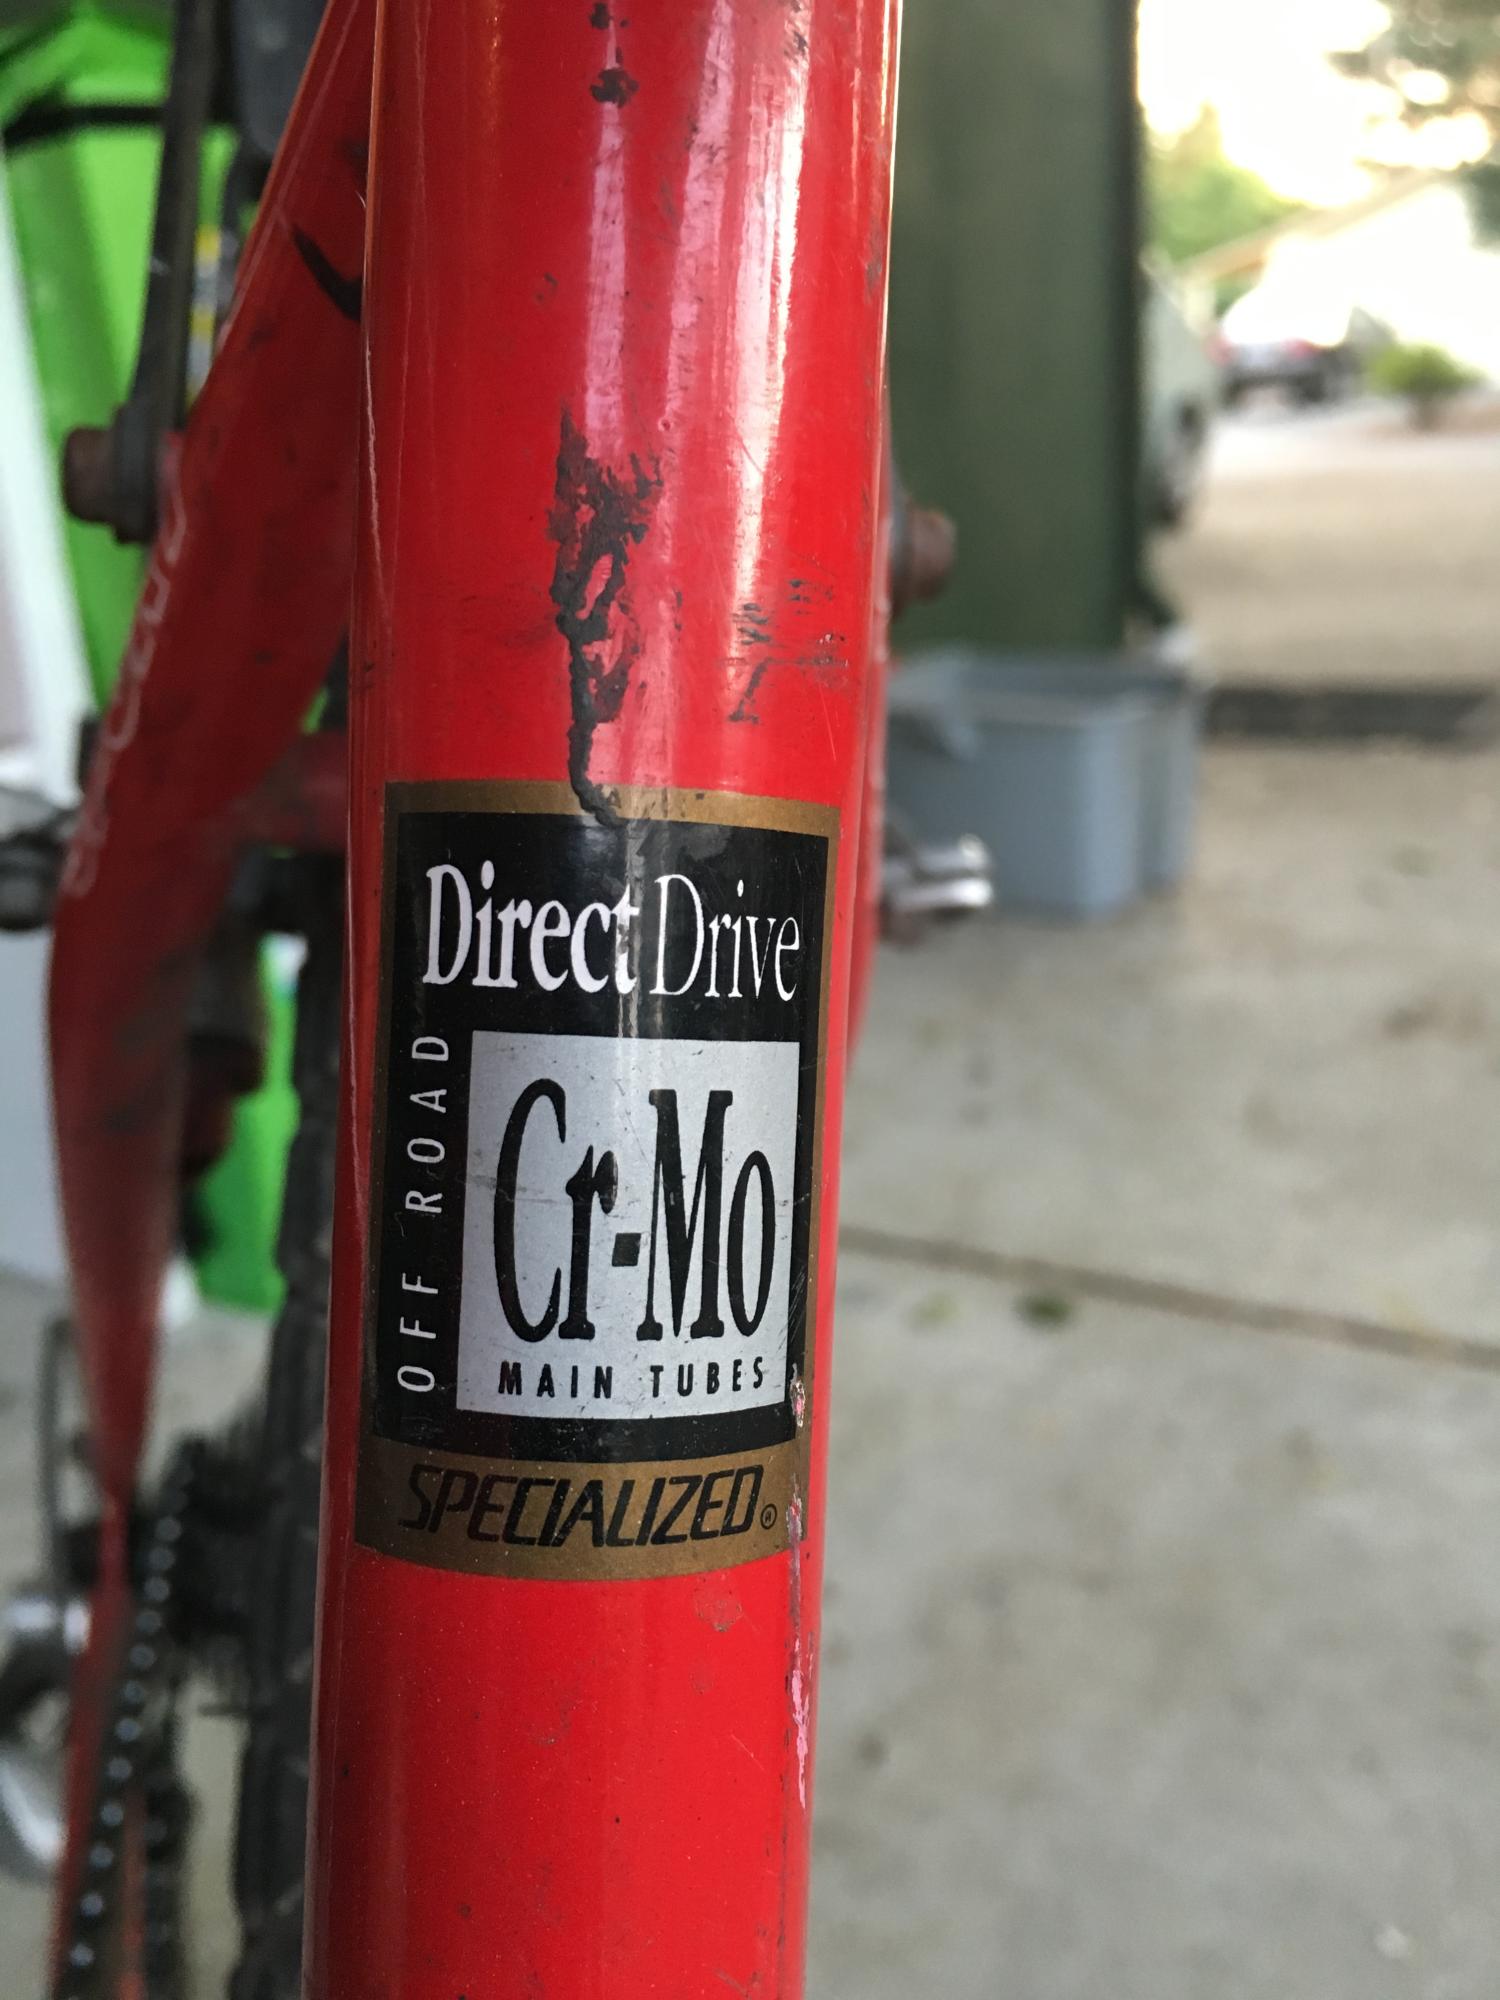 Direct Drive
OFF ROAD
Cr-Mo
MAIN TUBES
SPECIALIZED®